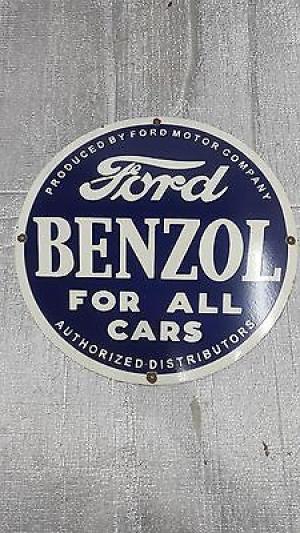 PRODUCED BY FORD MOTOR COMPANY
Ford
BENZOL
FOR ALL
CARS
AUTHORIZED-DISTRIBUTORS